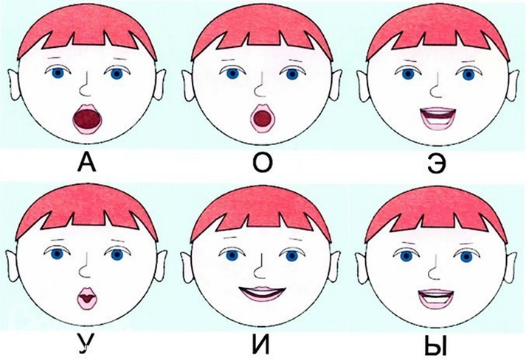 А О Э
У И Ы